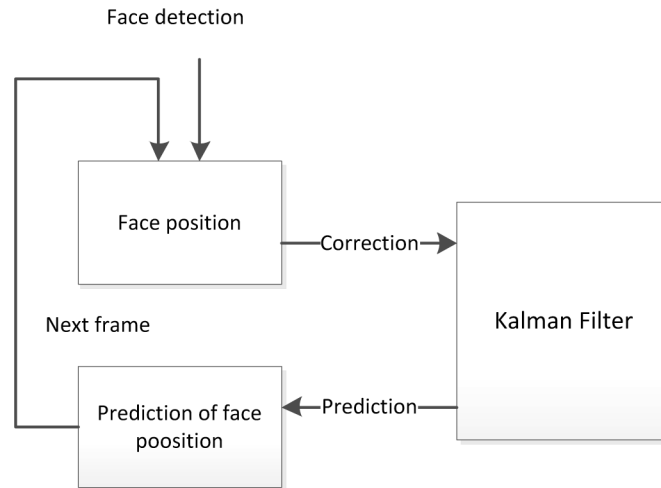 Face detection
Face position
Correction
Kalman Filter
Next frame
Prediction
Prediction of face
poosition